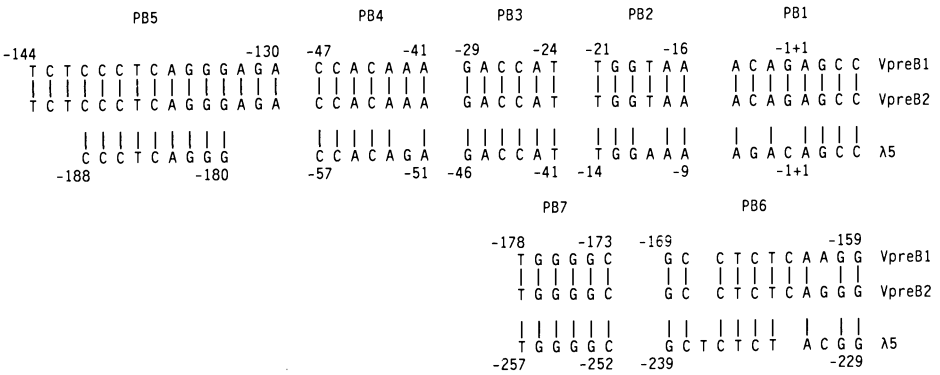 PB5 PB4 PB3 PB2 PB1
-144 -130 -47 -41 -29 -24 -21 -16 -1+1
T C T C C C T C A G G G A G A C C A C A A A G A C C A T T G G T A A A C A G A G C C VpreB1
T C T C C C T C A G G G A G A C C A C A A A G A C C A T T G G T A A A C A G A G C C VpreB2
C C C T C A G G G C C A C A G A G A C C A T T G G A A A A G A C A G C C λ5
-188 -180 -57 -51 -46 -41 -14 -9 -1+1
PB7 PB6
-178 -173 -169 -159
T G G G G C G C C T C T C A A G G VpreB1
T G G G G C G C C T C T C A G G G VpreB2
T G G G G C G C T C T C T A C G G λ5
-257 -252 -239 -229